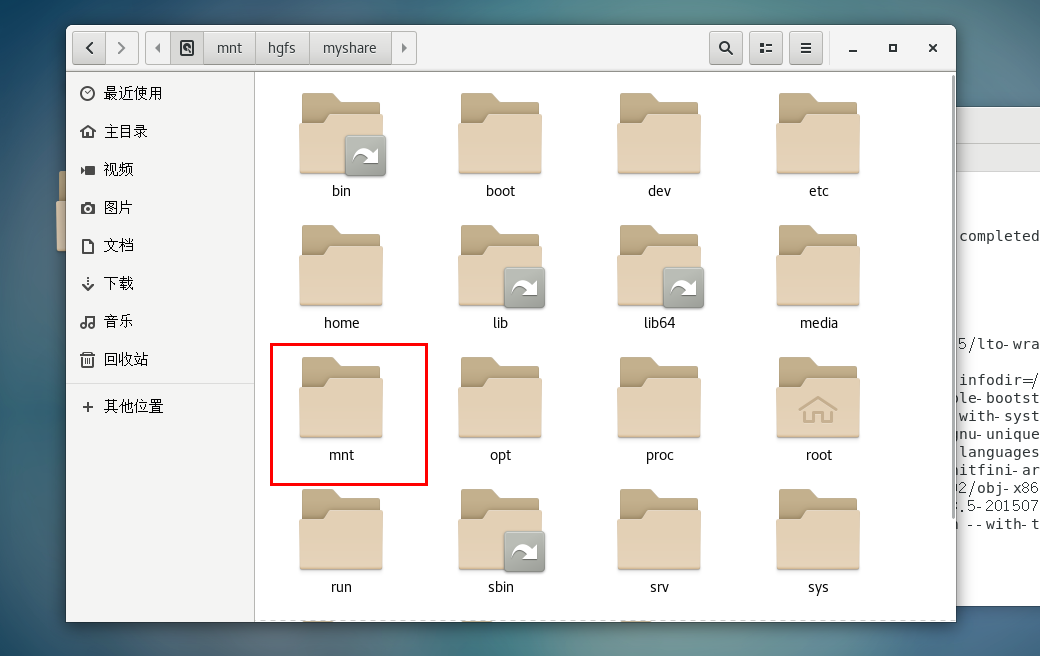 mnt hgfs myshare
最近使用
主目录
视频
图片
文档
下载
音乐
回收站
其他位置
bin boot dev etc
home lib lib64 media
mnt opt proc root
run sbin srv sys
completed
5/lto-wra
infodir=/
ple-bootst
with-syst
gnu-unique
languages
nitfini-ar
02/obj-x86
8.5-201507
--with-t